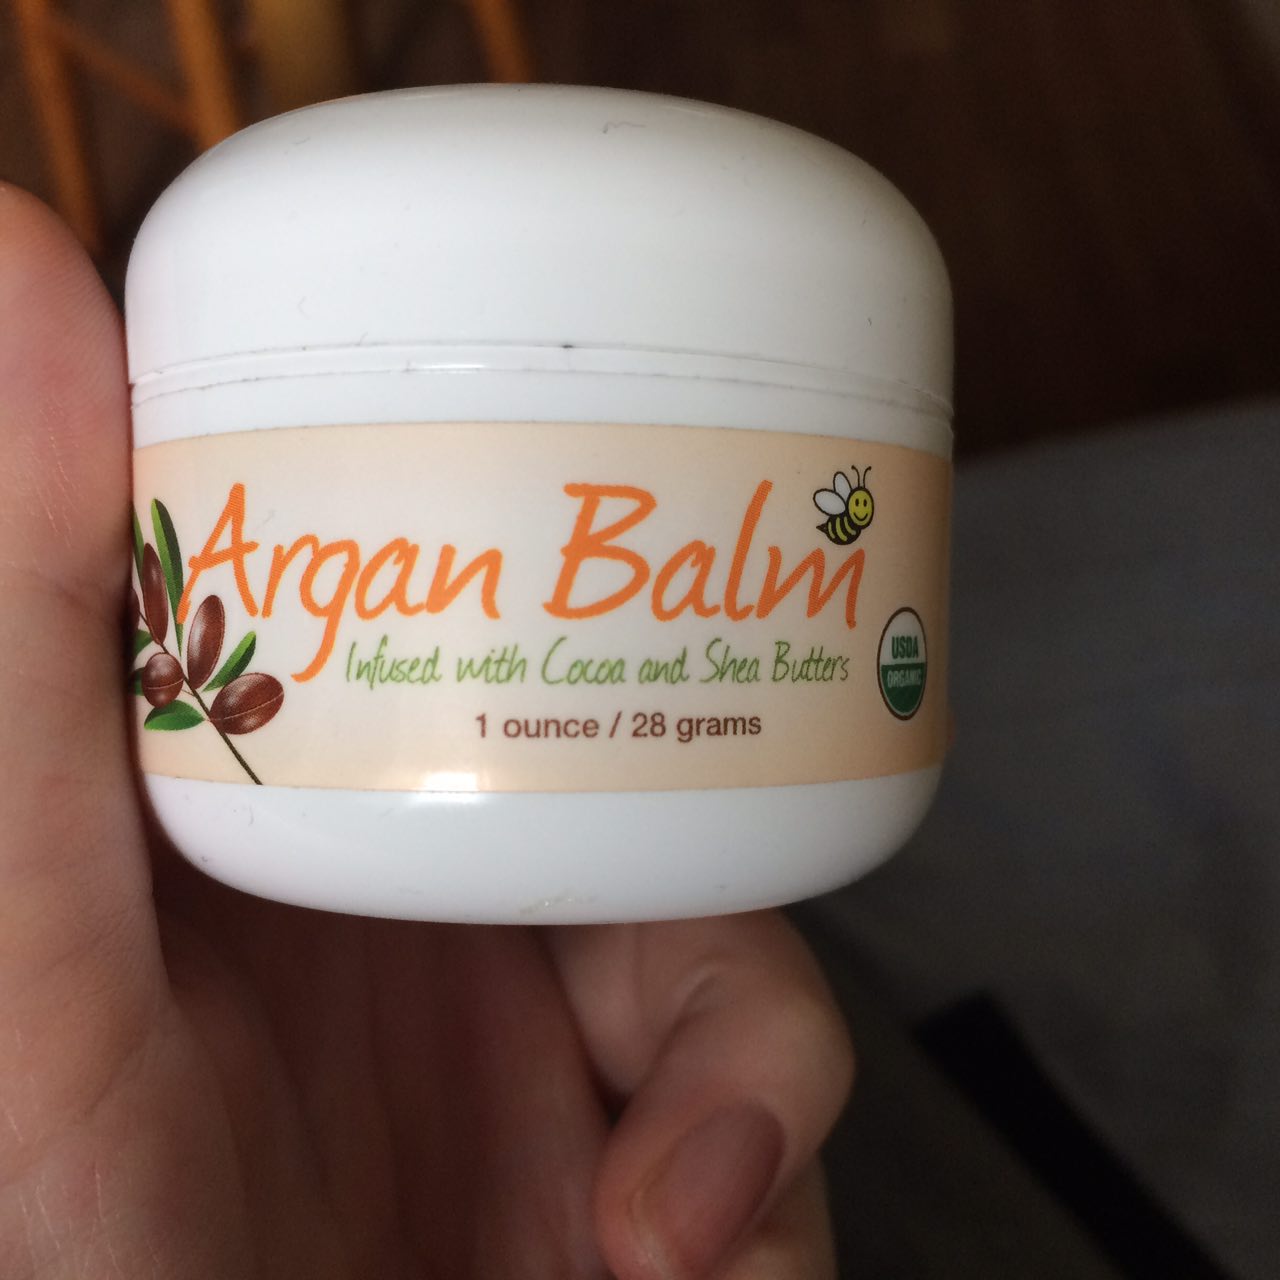 Argan Balm
Infused with Cocoa and Shea Butters
1 ounce / 28 grams
USDA
ORGANIC